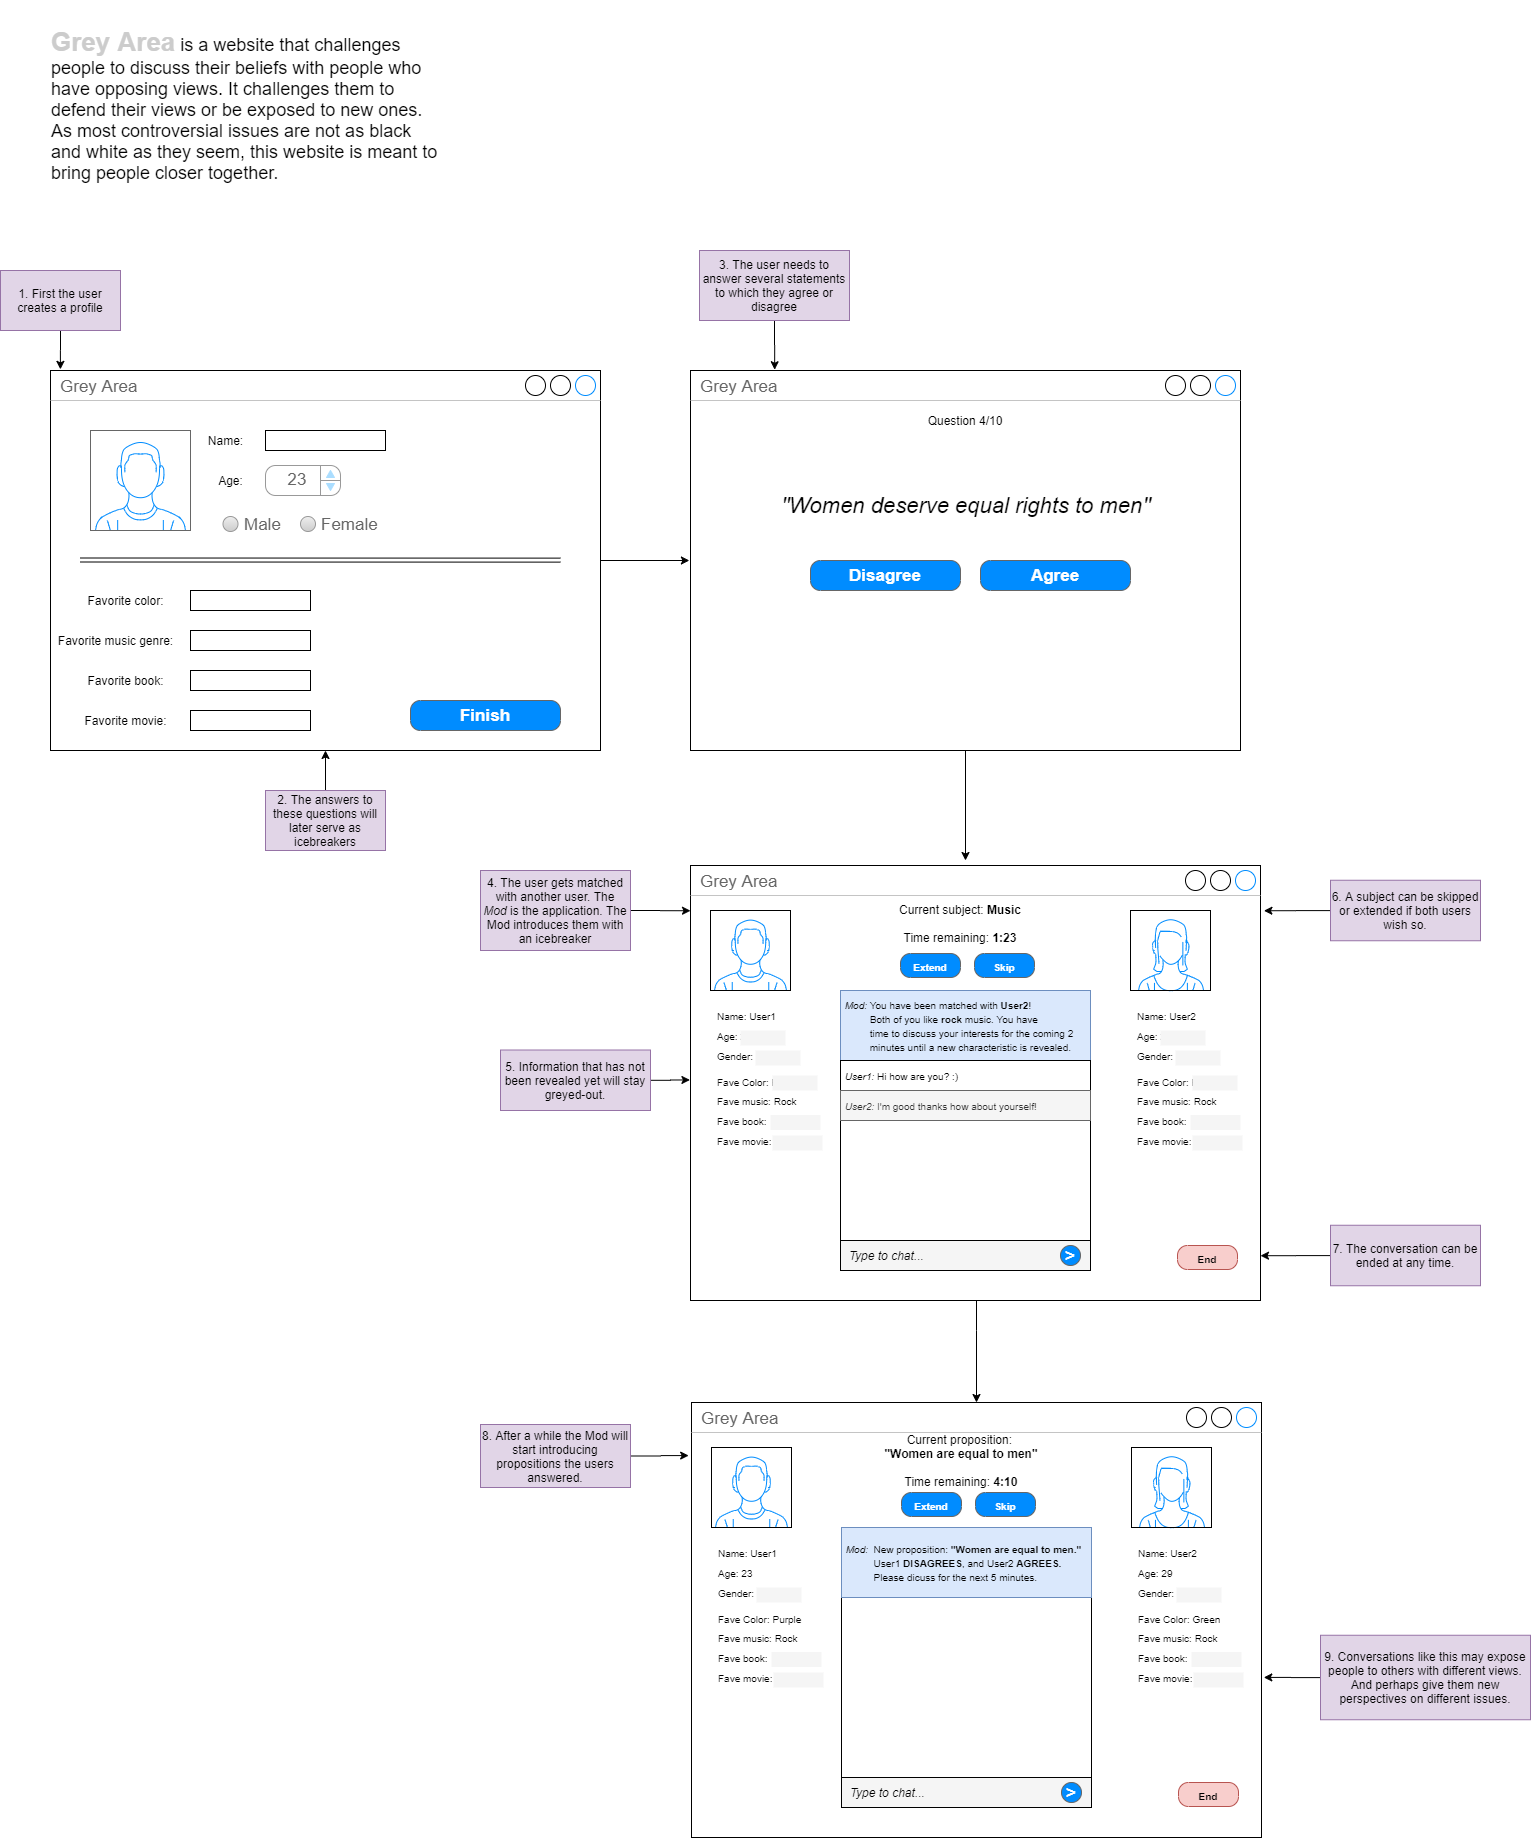 Grey Area is a website that challenges
people to discuss their beliefs with people who
have opposing views. It challenges them to
defend their views or be exposed to new ones.
As most controversial issues are not as black
and white as they seem, this website is meant to
bring people closer together.
1. First the user
creates a profile
3. The user needs to
answer several statements
to which they agree or
disagree
Grey Area
Name:
Age:
23
Male
Female
Favorite color:
Favorite music genre:
Favorite book:
Favorite movie:
Finish
Grey Area
Question 4/10
"Women deserve equal rights to men"
Disagree
Agree
2. The answers to
these questions will
later serve as
icebreakers
4. The user gets matched
with another user. The
Mod is the application. The
Mod introduces them with
an icebreaker
5. Information that has not
been revealed yet will stay
greyed-out.
Grey Area
Current subject: Music
Time remaining: 1:23
Extend
Skip
Name: User1
Age:
Gender:
Fave Color:
Fave music: Rock
Fave book:
Fave movie:
Mod: You have been matched with User2!
Both of you like rock music. You have
time to discuss your interests for the coming 2
minutes until a new characteristic is revealed.
User1: Hi how are you? :)
User2: I'm good thanks how about yourself!
Type to chat...
>
Name: User2
Age:
Gender:
Fave Color:
Fave music: Rock
Fave book:
Fave movie:
End
6. A subject can be skipped
or extended if both users
wish so.
7. The conversation can be
ended at any time.
8. After a while the Mod will
start introducing
propositions the users
answered.
Grey Area
Current proposition:
"Women are equal to men"
Time remaining: 4:10
Extend
Skip
Name: User1
Age: 23
Gender:
Fave Color: Purple
Fave music: Rock
Fave book:
Fave movie:
Mod: New proposition: "Women are equal to men."
User1 DISAGREES, and User2 AGREES.
Please dicuss for the next 5 minutes.
Type to chat...
>
Name: User2
Age: 29
Gender:
Fave Color: Green
Fave music: Rock
Fave book:
Fave movie:
End
9. Conversations like this may expose
people to others with different views.
And perhaps give them new
perspectives on different issues.